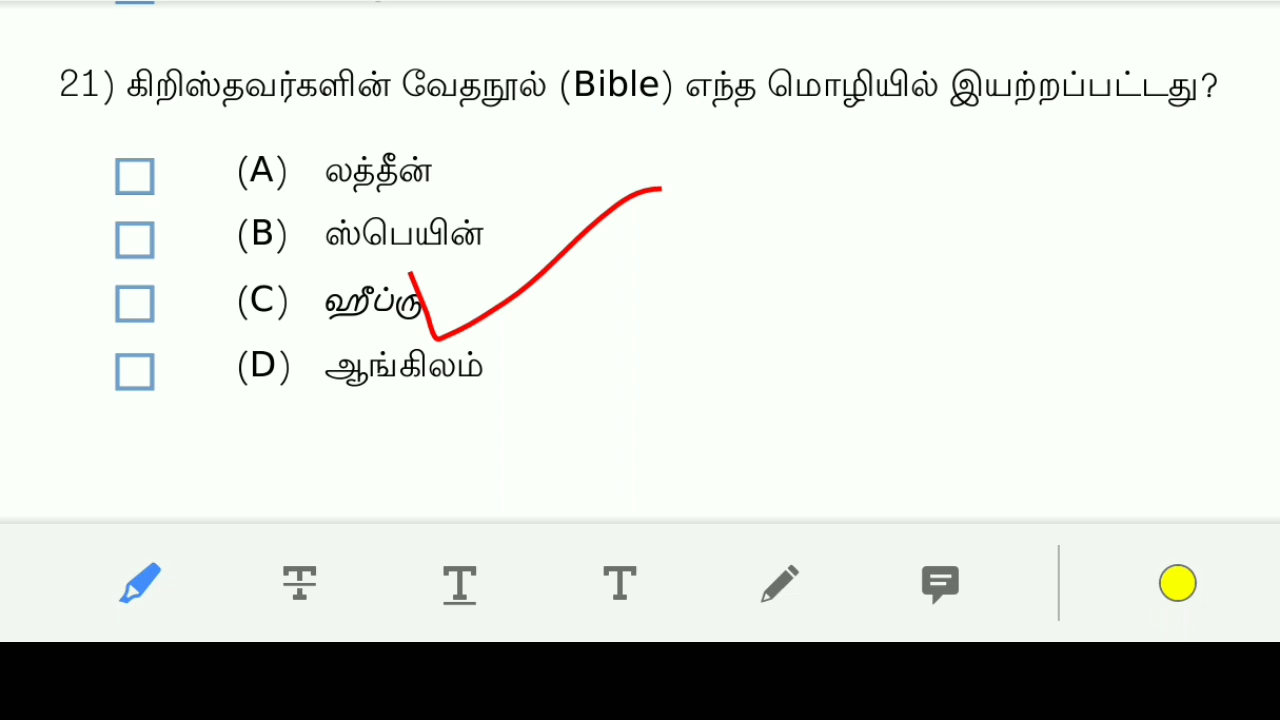 21) கிறிஸ்தவர்களின் வேதநூல் (Bible) எந்த மொழியில் இயற்றப்பட்டது?
(A) லத்தீன்
(B) ஸ்பெயின்
(C) ஹீப்ரு
(D) ஆங்கிலம்